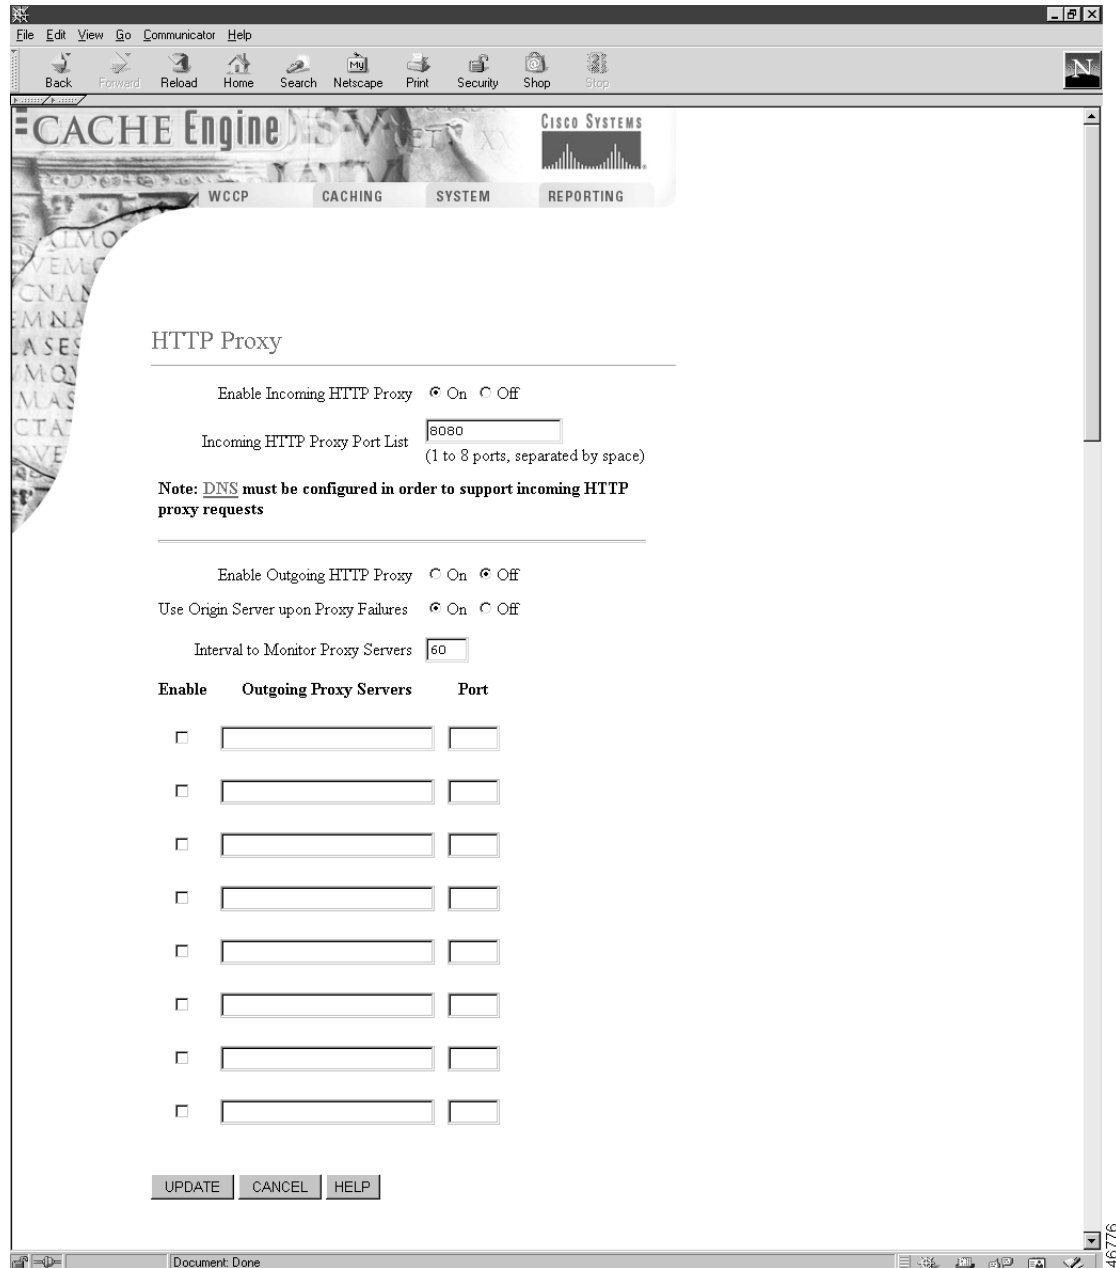 File Edit View Go Communicator Help
Back Forward Reload Home Search Netscape Print Security Shop Stop
My
N
CACHE Engine
CISCO SYSTEMS
WCCP CACHING SYSTEM REPORTING
HTTP Proxy
Enable Incoming HTTP Proxy On Off
Incoming HTTP Proxy Port List 8080
(1 to 8 ports, separated by space)
Note: DNS must be configured in order to support incoming HTTP
proxy requests
Enable Outgoing HTTP Proxy On Off
Use Origin Server upon Proxy Failures On Off
Interval to Monitor Proxy Servers 60
Enable Outgoing Proxy Servers Port
UPDATE CANCEL HELP
Document: Done
46776